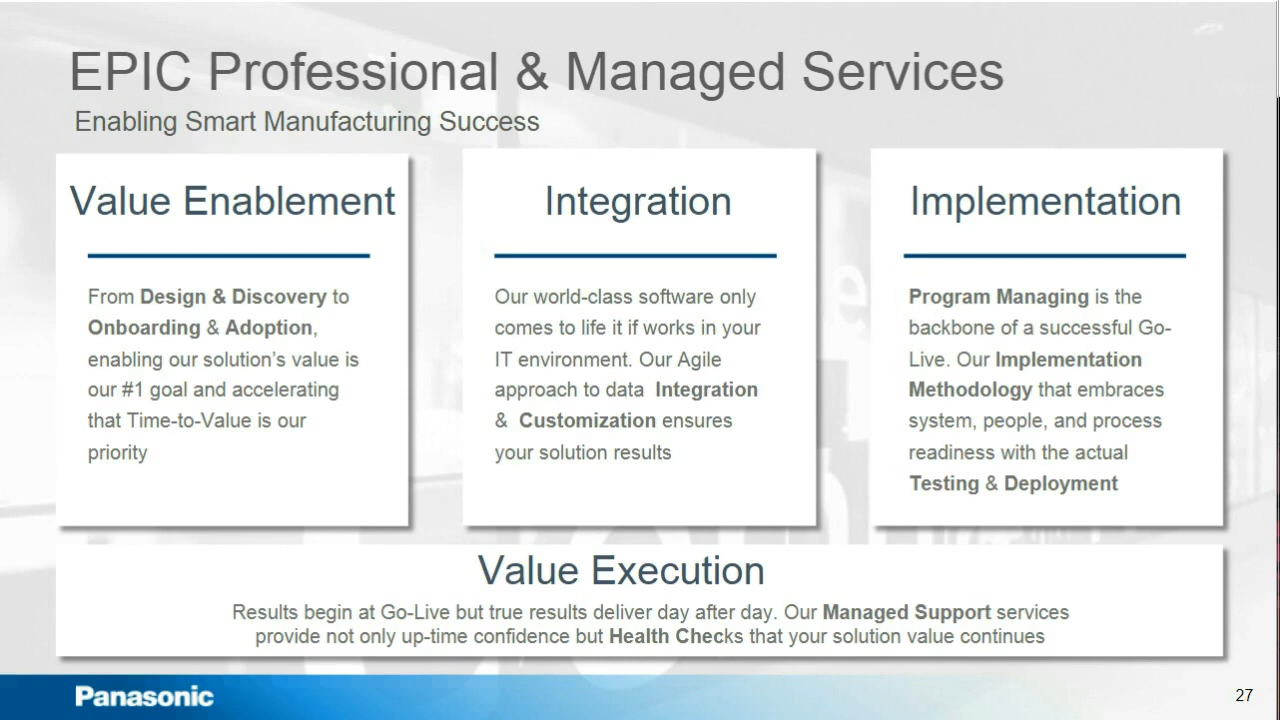 EPIC Professional & Managed Services
Enabling Smart Manufacturing Success
Value Enablement
From Design & Discovery to
Onboarding & Adoption,
enabling our solution's value is
our #1 goal and accelerating
that Time-to-Value is our
priority
Integration
Our world-class software only
comes to life it if works in your
IT environment. Our Agile
approach to data Integration
& Customization ensures
your solution results
Implementation
Program Managing is the
backbone of a successful Go-
Live. Our Implementation
Methodology that embraces
system, people, and process
readiness with the actual
Testing & Deployment
Value Execution
Results begin at Go-Live but true results deliver day after day. Our Managed Support services
provide not only up-time confidence but Health Checks that your solution value continues
Panasonic
27